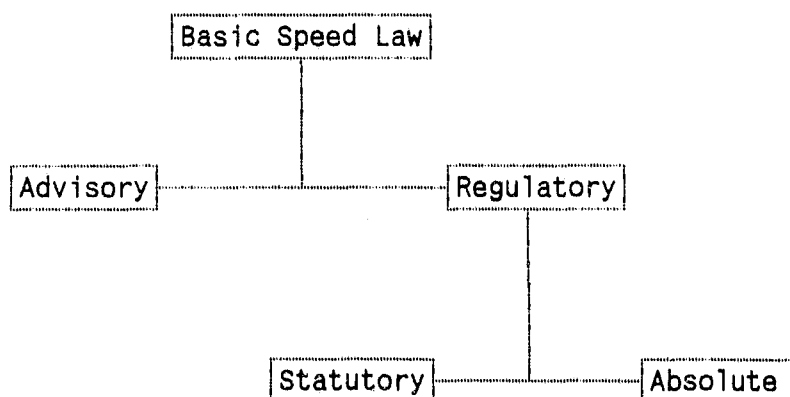 Basic Speed Law
Advisory
Regulatory
Statutory
Absolute